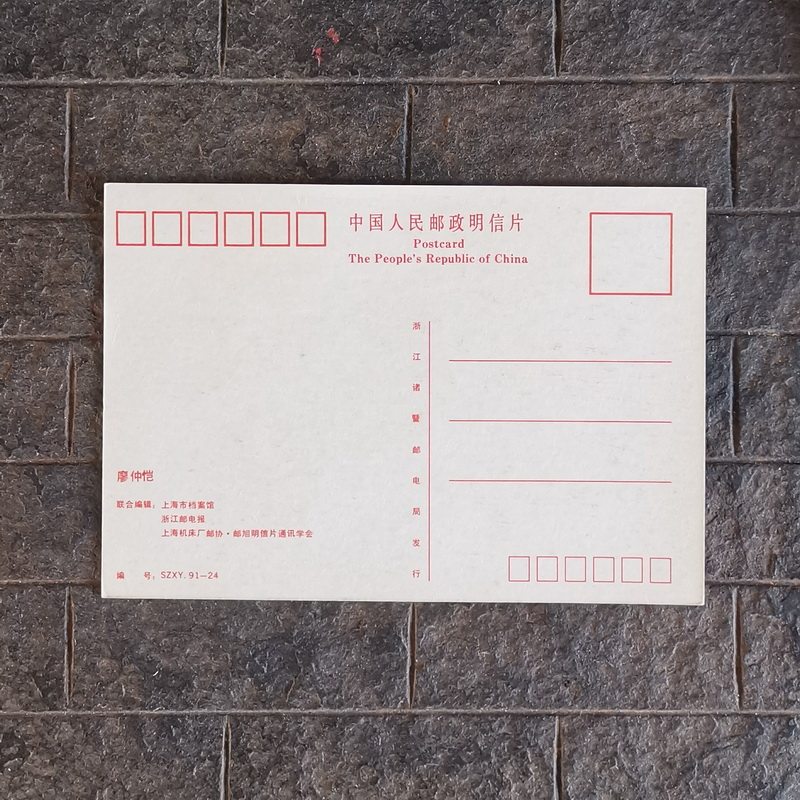 中国人民邮政明信片
Postcard
The People's Republic of China
浙江诸暨邮电局发行
廖仲恺
联合编辑：上海市档案馆
浙江邮电报
上海机床厂邮协·邮旭明信片通讯学会
编 号：SZXY.91—24